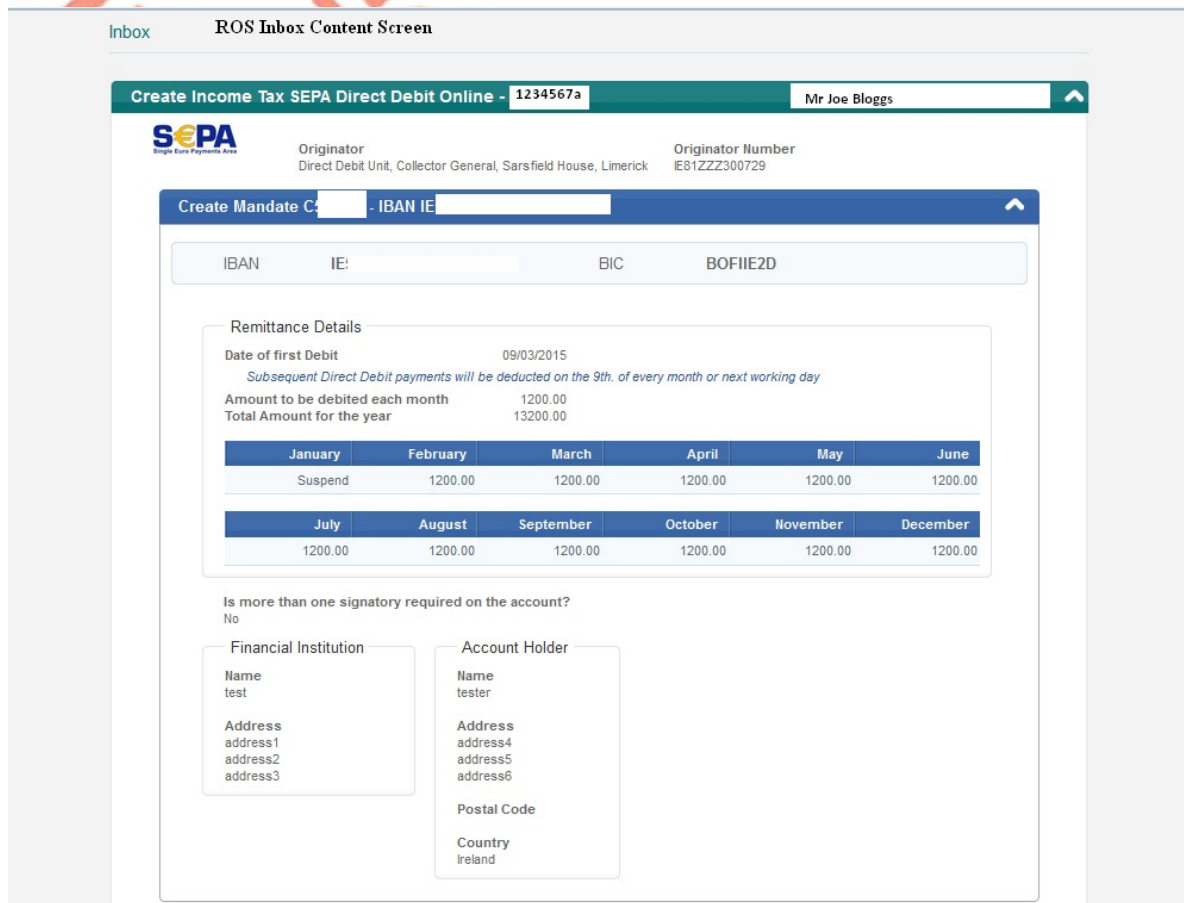 Inbox ROS Inbox Content Screen
Create Income Tax SEPA Direct Debit Online - 1234567a Mr Joe Bloggs
S€PA
Single Euro Payments Area
Originator Originator Number
Direct Debit Unit, Collector General, Sarsfield House, Limerick IE81ZZZ300729
Create Mandate C5 - IBAN IE
IBAN IE BIC BOFIIE2D
Remittance Details
Date of first Debit 09/03/2015
Subsequent Direct Debit payments will be deducted on the 9th. of every month or next working day
Amount to be debited each month 1200.00
Total Amount for the year 13200.00
January February March April May June
Suspend 1200.00 1200.00 1200.00 1200.00 1200.00
July August September October November December
1200.00 1200.00 1200.00 1200.00 1200.00 1200.00
Is more than one signatory required on the account?
No
Financial Institution
Name
test
Address
address1
address2
address3
Account Holder
Name
tester
Address
address4
address5
address6
Postal Code
Country
Ireland